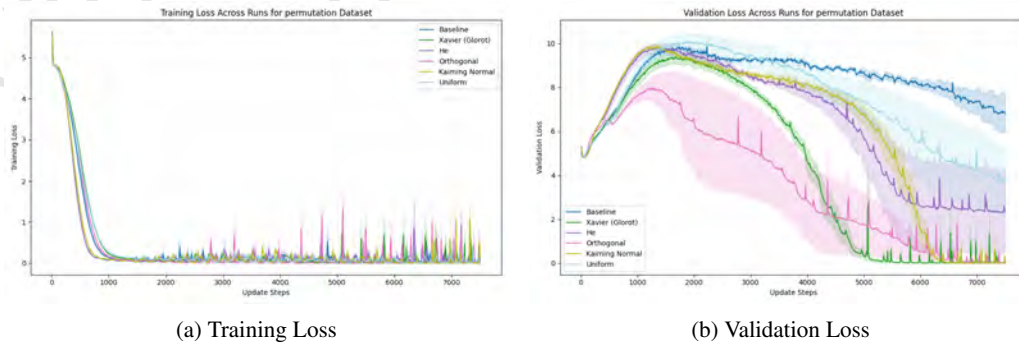 Training Loss Across Runs for permutation Dataset
Training Loss
5
4
3
2
1
0
Baseline
Xavier (Glorot)
He
Orthogonal
Kaiming Normal
Uniform
0 1000 2000 3000 4000 5000 6000 7000
Update Steps
(a) Training Loss
Validation Loss Across Runs for permutation Dataset
Validation Loss
10
8
6
4
2
0
Baseline
Xavier (Glorot)
He
Orthogonal
Kaiming Normal
Uniform
0 1000 2000 3000 4000 5000 6000 7000
Update Steps
(b) Validation Loss